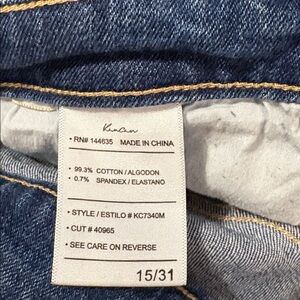 KanCan
• RN# 144635 MADE IN CHINA
• 99.3% COTTON / ALGODON
• 0.7% SPANDEX / ELASTANO
• STYLE / ESTILO # KC7340M
• CUT # 40965
• SEE CARE ON REVERSE
15/31